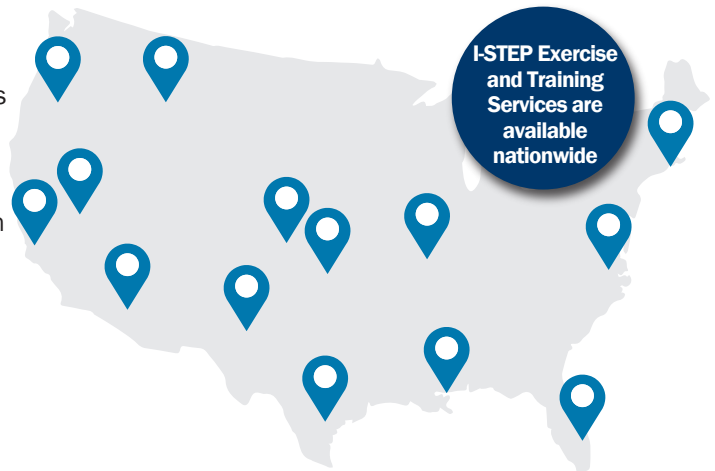 I-STEP Exercise
and Training
Services are
available
nationwide
s
n